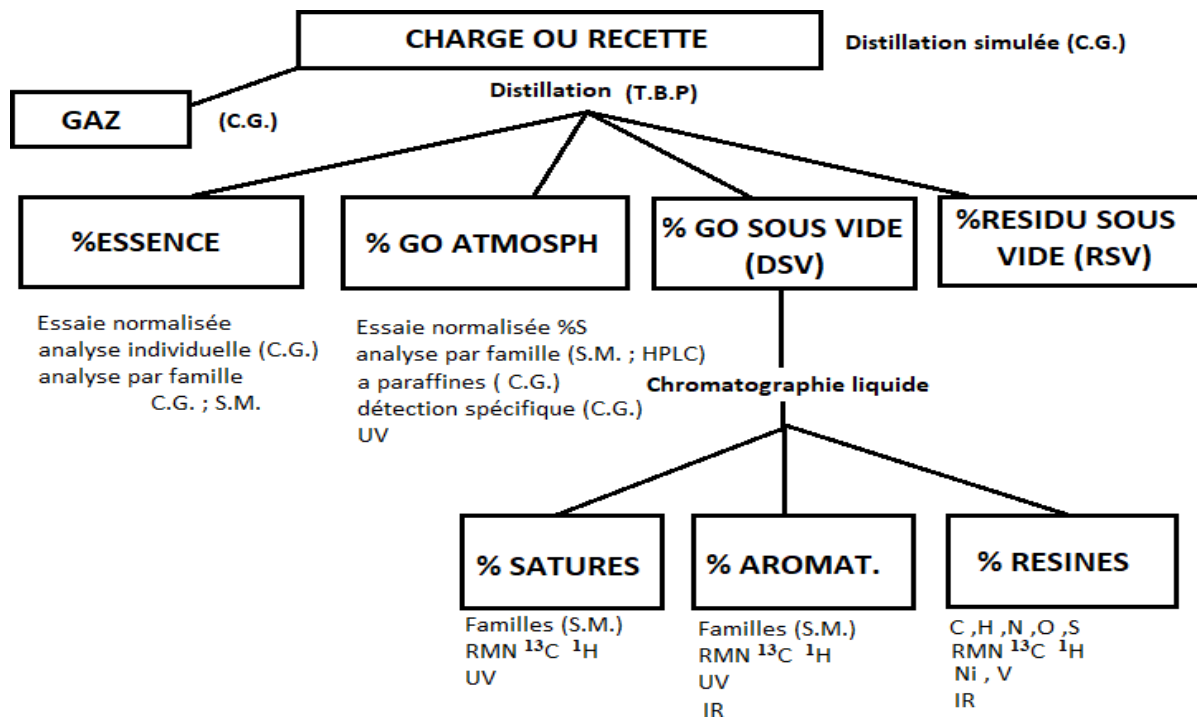 CHARGE OU RECETTE
Distillation simulée (C.G.)
Distillation (T.B.P)
GAZ
(C.G.)
%ESSENCE
% GO ATMOSPH
% GO SOUS VIDE
(DSV)
%RESIDU SOUS
VIDE (RSV)
Essaie normalisée
analyse individuelle (C.G.)
analyse par famille
C.G. ; S.M.
Essaie normalisée %S
analyse par famille (S.M. ; HPLC)
a paraffines ( C.G.)
détection spécifique (C.G.)
UV
Chromatographie liquide
% SATURES
% AROMAT.
% RESINES
Familles (S.M.)
RMN ¹³C ¹H
UV
Familles (S.M.)
RMN ¹³C ¹H
UV
IR
C ,H ,N ,O ,S
RMN ¹³C ¹H
Ni , V
IR